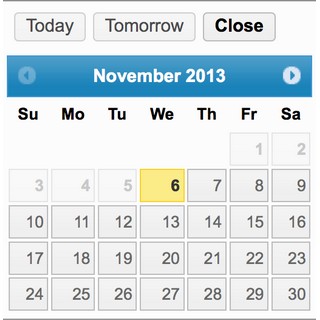 Today Tomorrow Close
November 2013
Su Mo Tu We Th Fr Sa
1 2
3 4 5 6 7 8 9
10 11 12 13 14 15 16
17 18 19 20 21 22 23
24 25 26 27 28 29 30